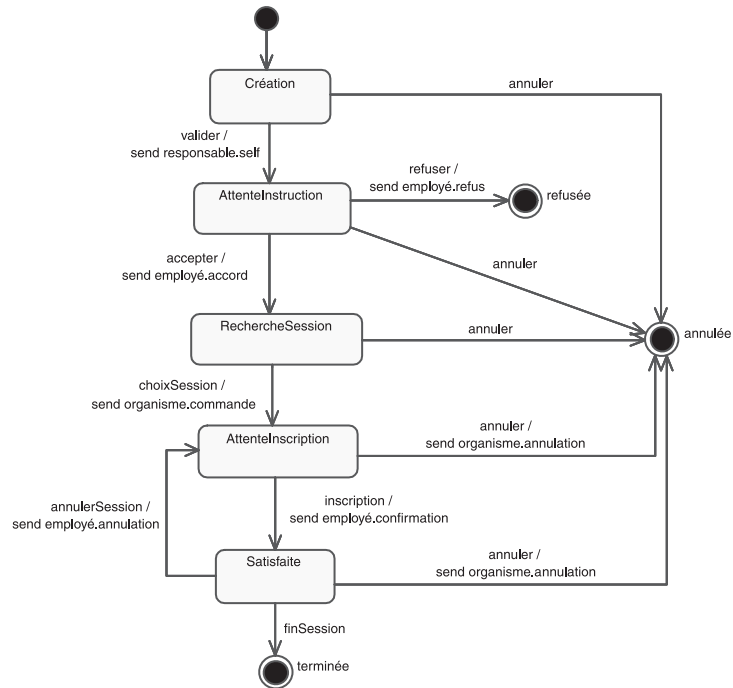 Création
annuler
valider /
send responsable.self
refuser /
send employé.refus
AttenteInstruction
refusée
accepter /
send employé.accord
annuler
RechercheSession
annuler
annulée
choixSession /
send organisme.commande
AttenteInscription
annuler /
send organisme.annulation
annulerSession /
send employé.annulation
inscription /
send employé.confirmation
Satisfaite
annuler /
send organisme.annulation
finSession
terminée